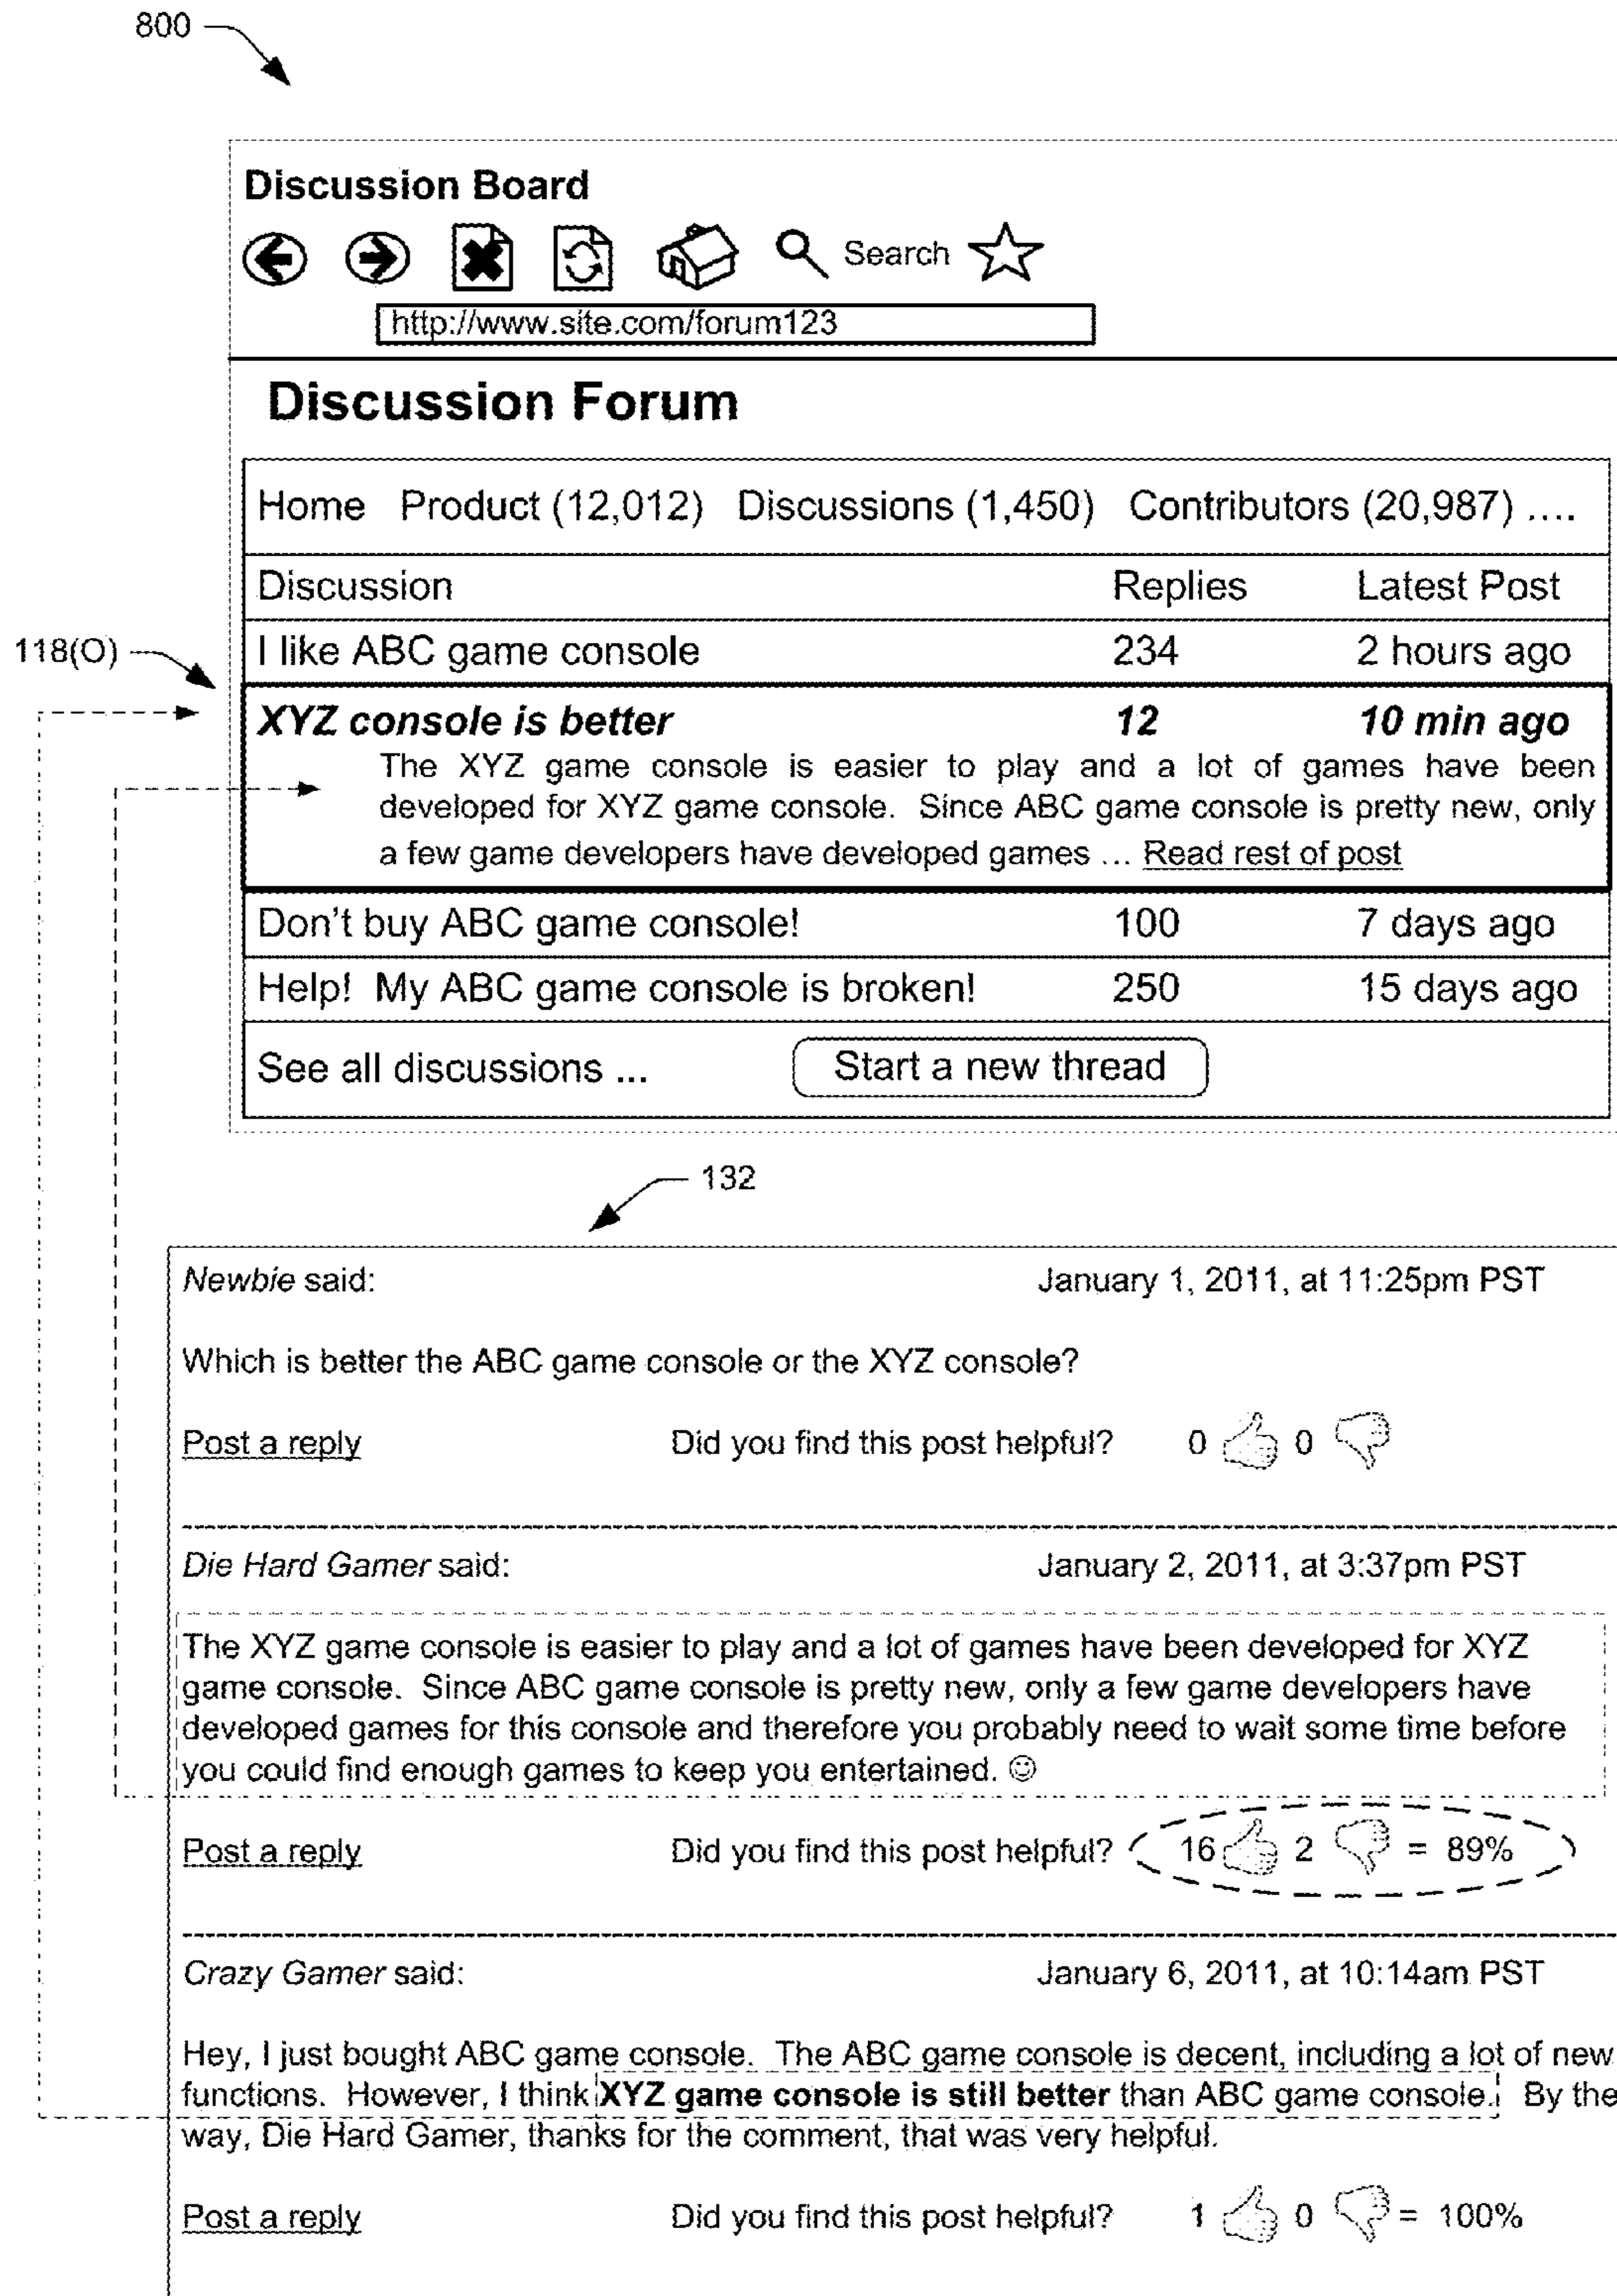 800
Discussion Board
Search
http://www.site.com/forum123
Discussion Forum
Home Product (12,012) Discussions (1,450) Contributors (20,987) ....
Discussion Replies Latest Post
118(O)
I like ABC game console 234 2 hours ago
XYZ console is better 12 10 min ago
The XYZ game console is easier to play and a lot of games have been
developed for XYZ game console. Since ABC game console is pretty new, only
a few game developers have developed games ... Read rest of post
Don't buy ABC game console! 100 7 days ago
Help! My ABC game console is broken! 250 15 days ago
See all discussions ... Start a new thread
132
Newbie said: January 1, 2011, at 11:25pm PST
Which is better the ABC game console or the XYZ console?
Post a reply Did you find this post helpful? 0 0
Die Hard Gamer said: January 2, 2011, at 3:37pm PST
The XYZ game console is easier to play and a lot of games have been developed for XYZ
game console. Since ABC game console is pretty new, only a few game developers have
developed games for this console and therefore you probably need to wait some time before
you could find enough games to keep you entertained. ☺
Post a reply Did you find this post helpful? 16 2 = 89%
Crazy Gamer said: January 6, 2011, at 10:14am PST
Hey, I just bought ABC game console. The ABC game console is decent, including a lot of new
functions. However, I think XYZ game console is still better than ABC game console. By the
way, Die Hard Gamer, thanks for the comment, that was very helpful.
Post a reply Did you find this post helpful? 1 0 = 100%